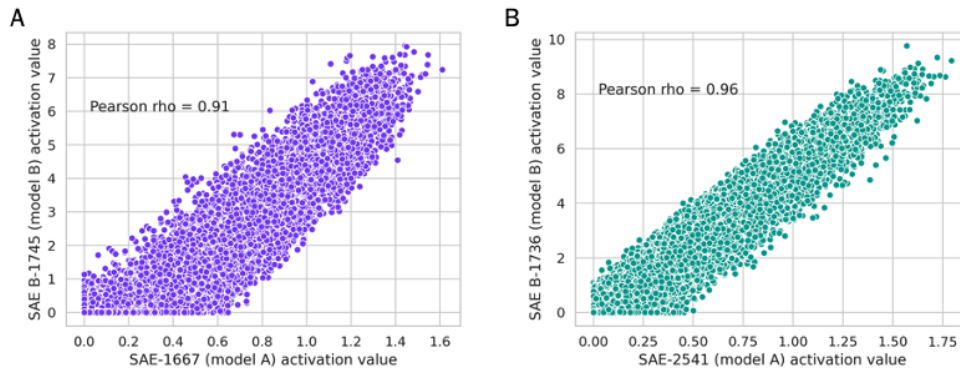 A
8
7
6
5
4
3
2
1
0
Pearson rho = 0.91
SAE B-1745 (model B) activation value
0.0 0.2 0.4 0.6 0.8 1.0 1.2 1.4 1.6
SAE-1667 (model A) activation value
B
10
8
6
4
2
0
Pearson rho = 0.96
SAE B-1736 (model B) activation value
0.00 0.25 0.50 0.75 1.00 1.25 1.50 1.75
SAE-2541 (model A) activation value